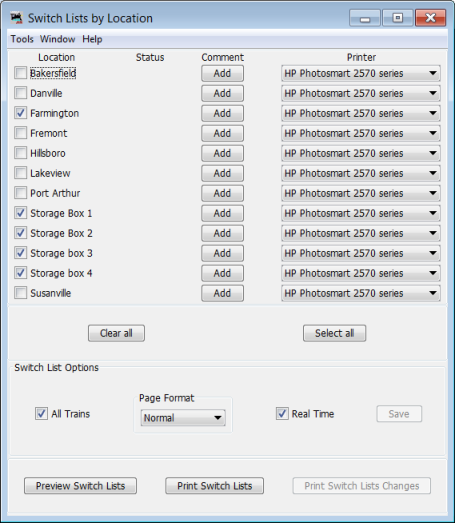 Switch Lists by Location
Tools Window Help
Location Status Comment Printer
Bakersfield Add HP Photosmart 2570 series
Danville Add HP Photosmart 2570 series
Farmington Add HP Photosmart 2570 series
Fremont Add HP Photosmart 2570 series
Hillsboro Add HP Photosmart 2570 series
Lakeview Add HP Photosmart 2570 series
Port Arthur Add HP Photosmart 2570 series
Storage Box 1 Add HP Photosmart 2570 series
Storage Box 2 Add HP Photosmart 2570 series
Storage box 3 Add HP Photosmart 2570 series
Storage box 4 Add HP Photosmart 2570 series
Susanville Add HP Photosmart 2570 series
Clear all Select all
Switch List Options
Page Format
All Trains Normal Real Time Save
Preview Switch Lists Print Switch Lists Print Switch Lists Changes